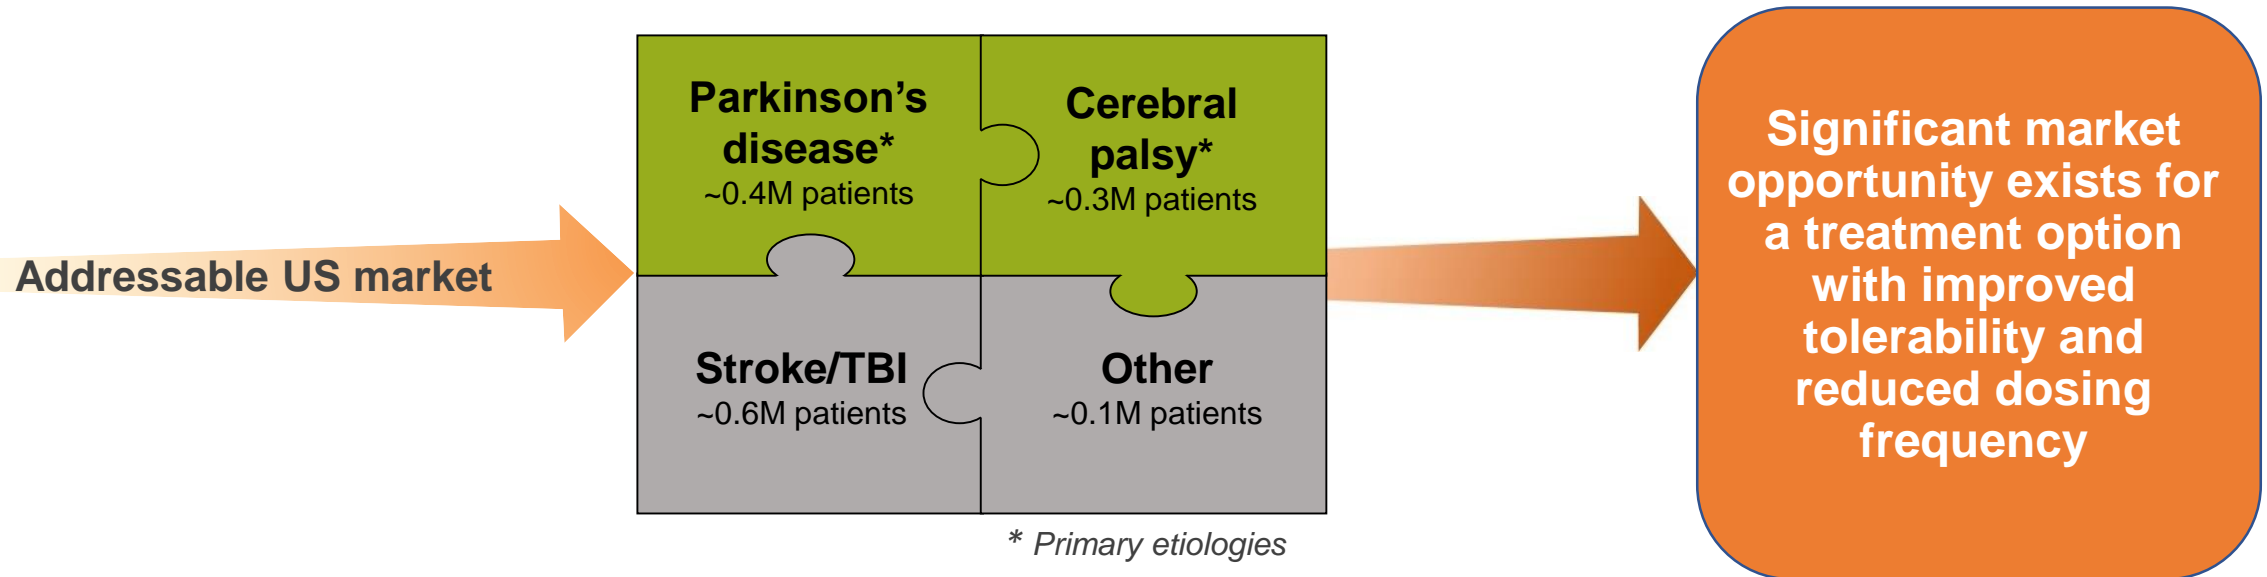 Addressable US market
Parkinson's
disease*
~0.4M patients
Cerebral
palsy*
~0.3M patients
Stroke/TBI
~0.6M patients
Other
~0.1M patients
* Primary etiologies
Significant market
opportunity exists for
a treatment option
with improved
tolerability and
reduced dosing
frequency